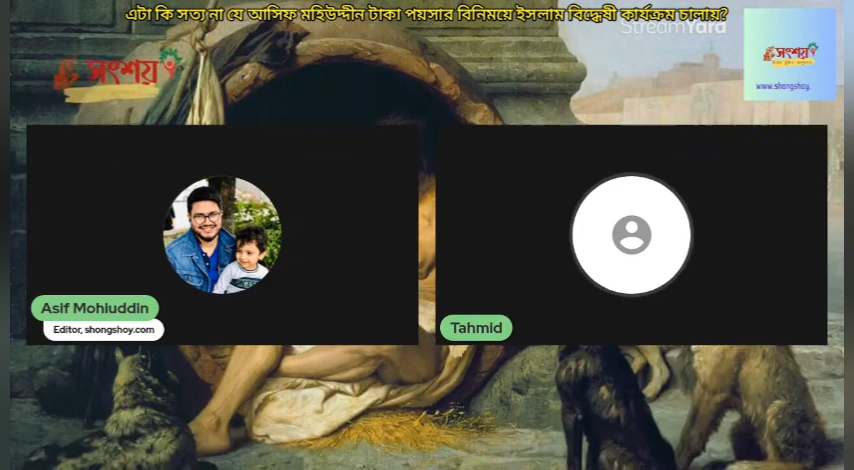 এটা কি সত্য না যে আসিফ মহিউদ্দীন টাকা পয়সার বিনিময়ে ইসলাম বিদ্ধেষী কার্যক্রম চালায়?
StreamYard
সংশয়
সংশয়
www.shongshoy.
Asif Mohiuddin
Editor, shongshoy.com
Tahmid